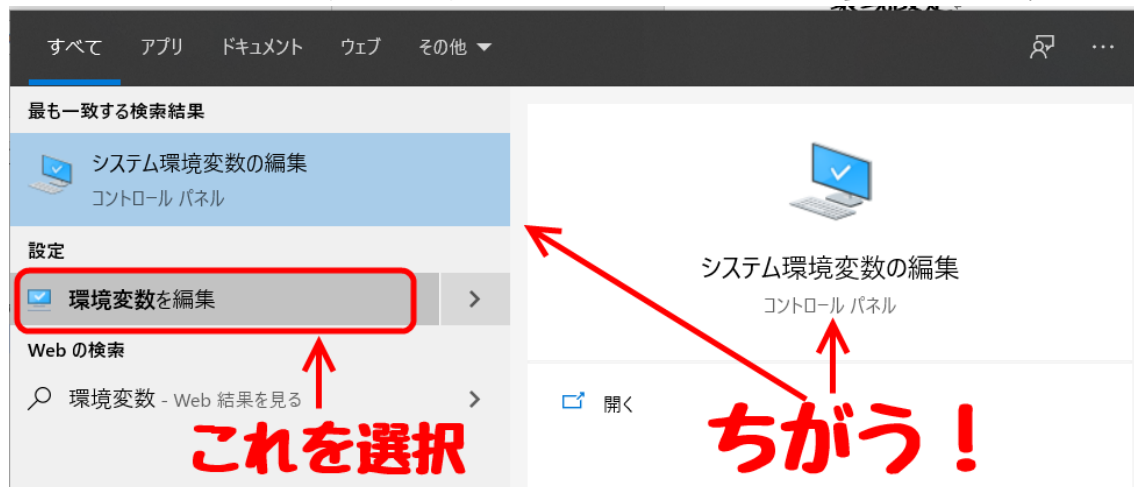 すべて アプリ ドキュメント ウェブ その他
最も一致する検索結果
システム環境変数の編集
コントロール パネル
設定
環境変数を編集
Web の検索
環境変数 - Web 結果を見る
これを選択
システム環境変数の編集
コントロール パネル
開く
ちがう！